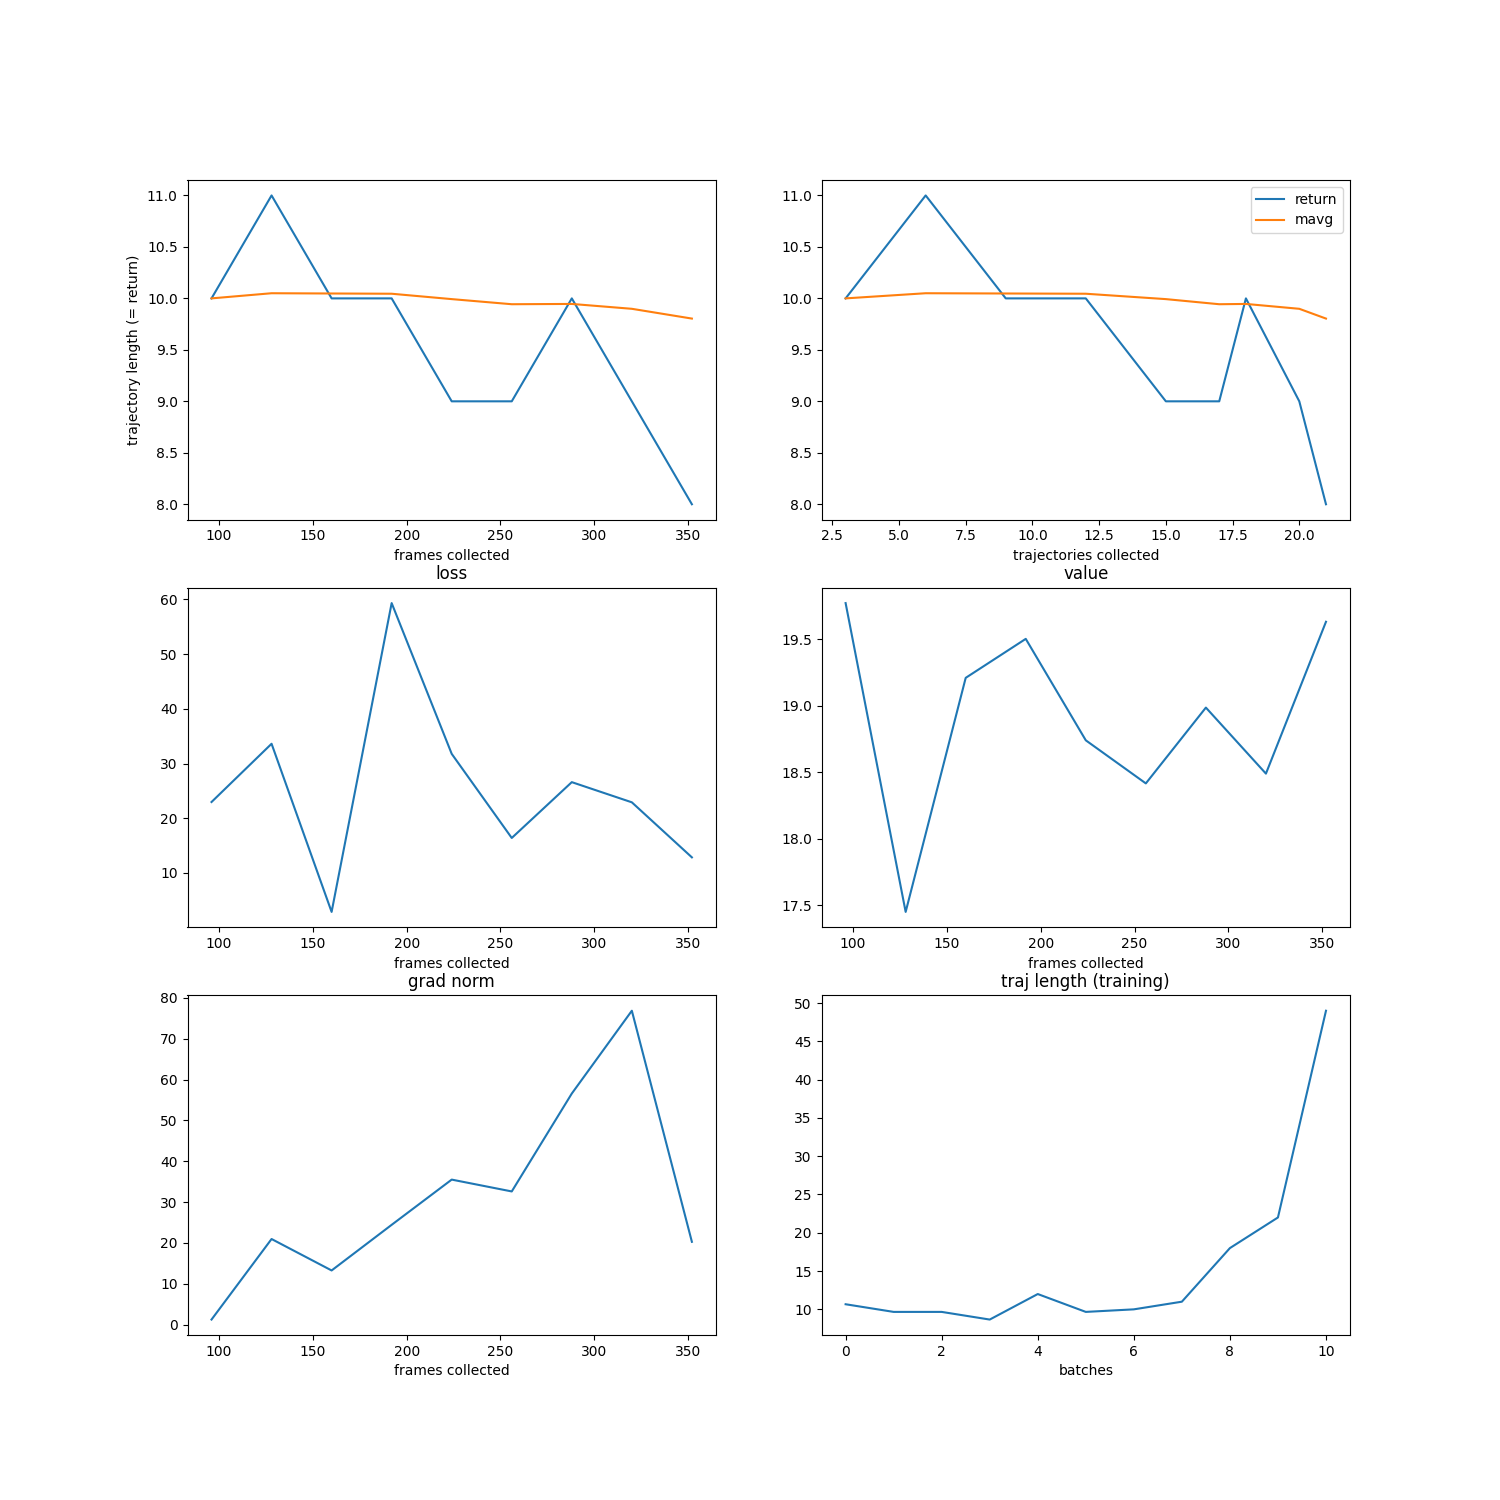 11.0
10.5
10.0
9.5
9.0
8.5
8.0
trajectory length (= return)
100 150 200 250 300 350
frames collected
return
mavg
11.0
10.5
10.0
9.5
9.0
8.5
8.0
2.5 5.0 7.5 10.0 12.5 15.0 17.5 20.0
trajectories collected
loss
60
50
40
30
20
10
100 150 200 250 300 350
frames collected
value
19.5
19.0
18.5
18.0
17.5
100 150 200 250 300 350
frames collected
grad norm
80
70
60
50
40
30
20
10
0
100 150 200 250 300 350
frames collected
traj length (training)
50
45
40
35
30
25
20
15
10
0 2 4 6 8 10
batches